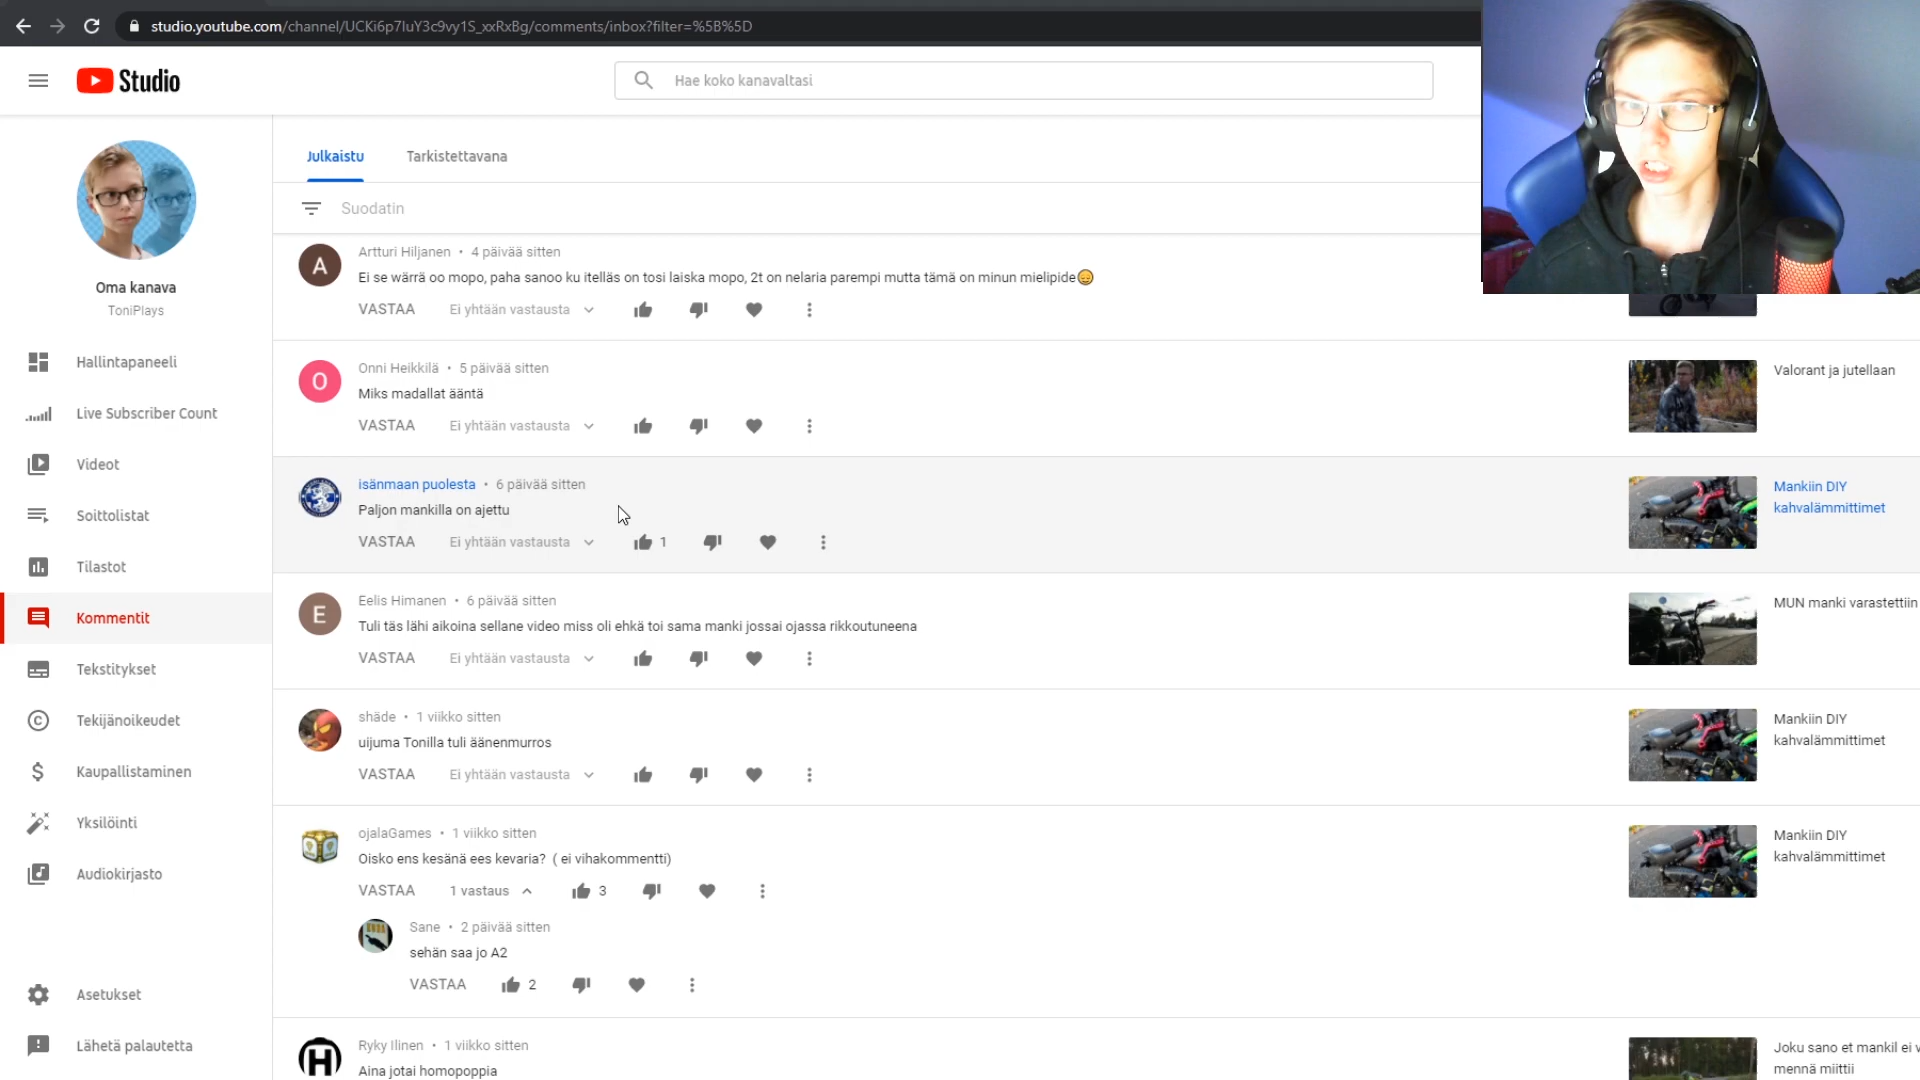 studio.youtube.com/channel/UCKi6p7IuY3c9vy1S_xxRxBg/comments/inbox?filter=%5B%5D
Studio
Hae koko kanavaltasi
Oma kanava
ToniPlays
Hallintapaneeli
Live Subscriber Count
Videot
Soittolistat
Tilastot
Kommentit
Tekstitykset
Tekijänoikeudet
Kaupallistaminen
Yksilöinti
Audiokirjasto
Asetukset
Lähetä palautetta
Julkaistu Tarkistettavana
Suodatin
A
Artturi Hiljanen • 4 päivää sitten
Ei se wärrä oo mopo, paha sanoo ku itelläs on tosi laiska mopo, 2t on nelaria parempi mutta tämä on minun mielipide😑
VASTAA Ei yhtään vastausta
O
Onni Heikkilä • 5 päivää sitten
Miks madallat ääntä
VASTAA Ei yhtään vastausta
Valorant ja jutellaan
isänmaan puolesta • 6 päivää sitten
Paljon mankilla on ajettu
VASTAA Ei yhtään vastausta 1
Mankiin DIY
kahvalämmittimet
E
Eelis Himanen • 6 päivää sitten
Tuli täs lähi aikoina sellane video miss oli ehkä toi sama manki jossai ojassa rikkoutuneena
VASTAA Ei yhtään vastausta
MUN manki varastettiin
shäde • 1 viikko sitten
uijuma Tonilla tuli äänenmurros
VASTAA Ei yhtään vastausta
Mankiin DIY
kahvalämmittimet
ojalaGames • 1 viikko sitten
Oisko ens kesänä ees kevaria? ( ei vihakommentti)
VASTAA 1 vastaus 3
Mankiin DIY
kahvalämmittimet
Sane • 2 päivää sitten
sehän saa jo A2
VASTAA 2
H
Ryky Ilinen • 1 viikko sitten
Aina jotai homopoppia
Joku sano et mankil ei
mennä miittii